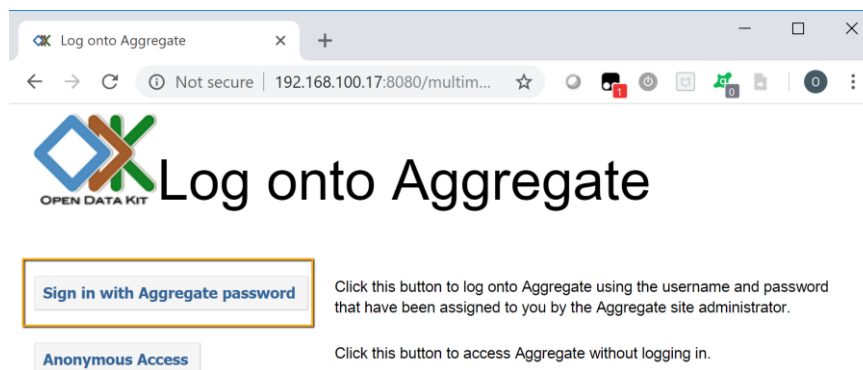 Log onto Aggregate
Not secure | 192.168.100.17:8080/multim...
1
0
O
OPEN DATA KIT
Log onto Aggregate
Sign in with Aggregate password
Click this button to log onto Aggregate using the username and password
that have been assigned to you by the Aggregate site administrator.
Anonymous Access
Click this button to access Aggregate without logging in.